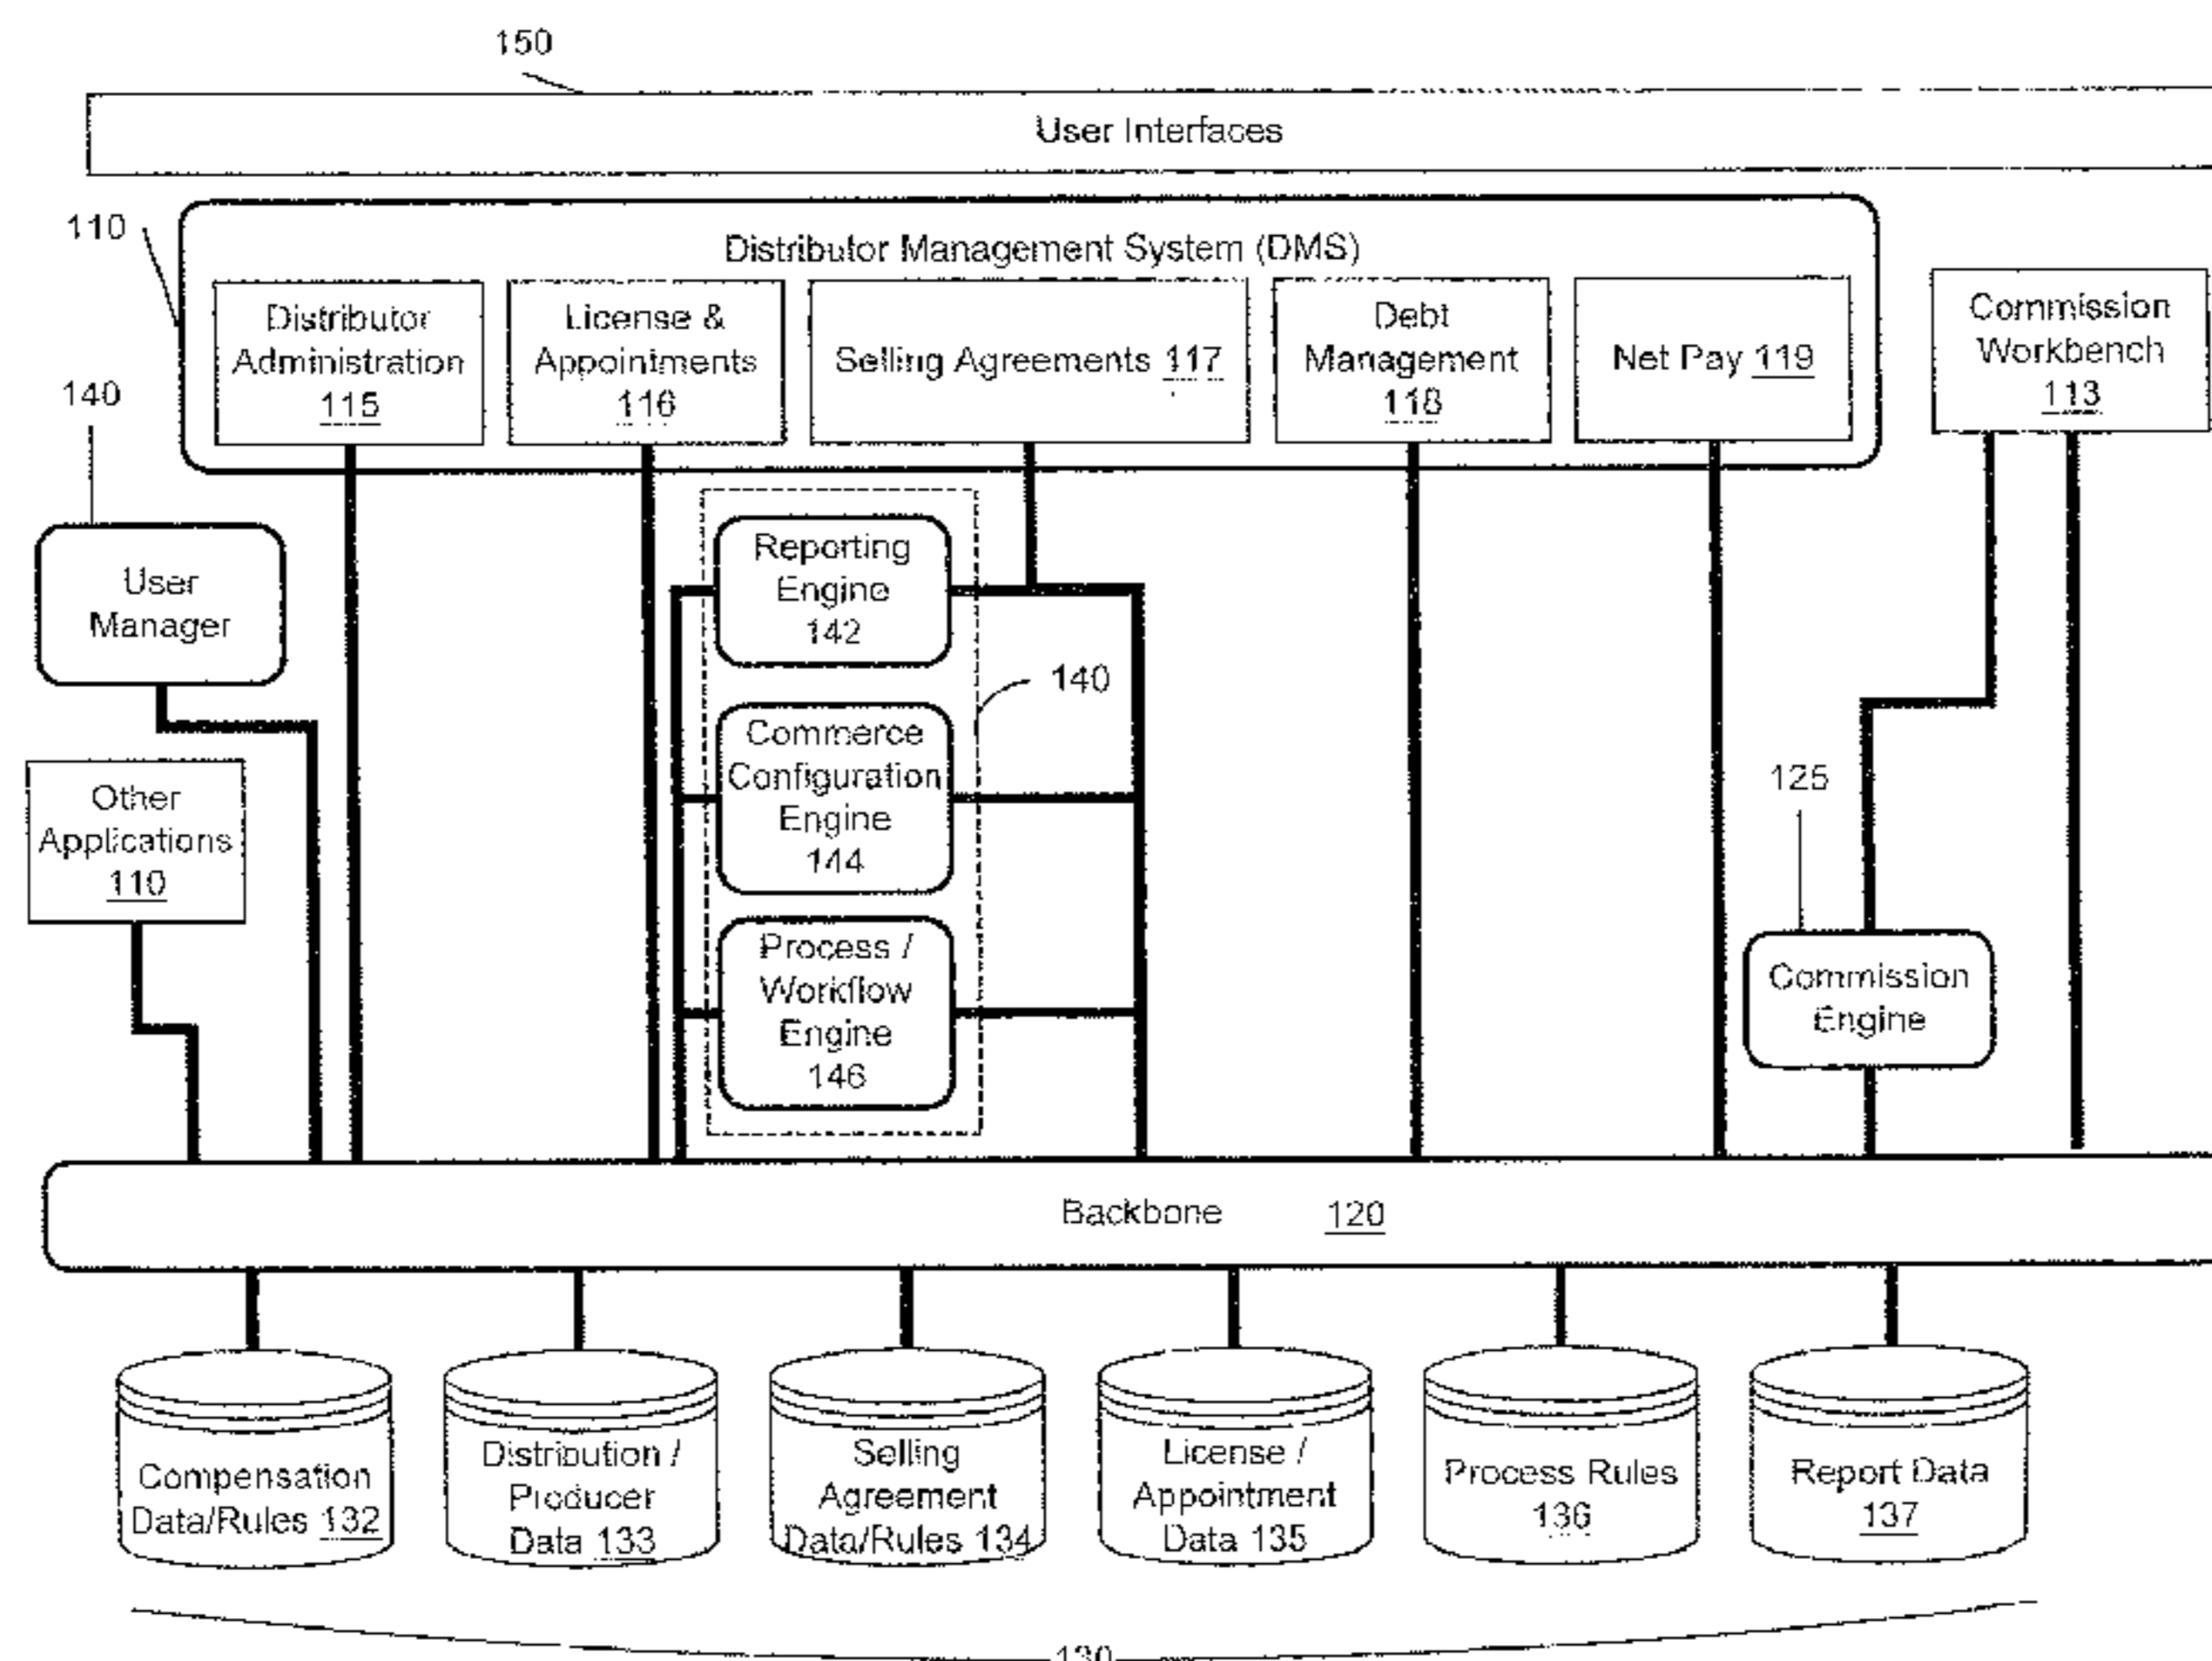 150
User Interfaces
110
Distributor Management System (DMS)
Distributor
Administration
115
License &
Appointments
116
Selling Agreements 117
Debt
Management
118
Net Pay 119
Commission
Workbench
113
140
User
Manager
Other
Applications
110
Reporting
Engine
142
140
Commerce
Configuration
Engine
144
Process /
Workflow
Engine
146
125
Commission
Engine
Backbone 120
Compensation
Data/Rules 132
Distribution /
Producer
Data 133
Selling
Agreement
Data/Rules 134
License /
Appointment
Data 135
Process Rules
136
Report Data
137
130